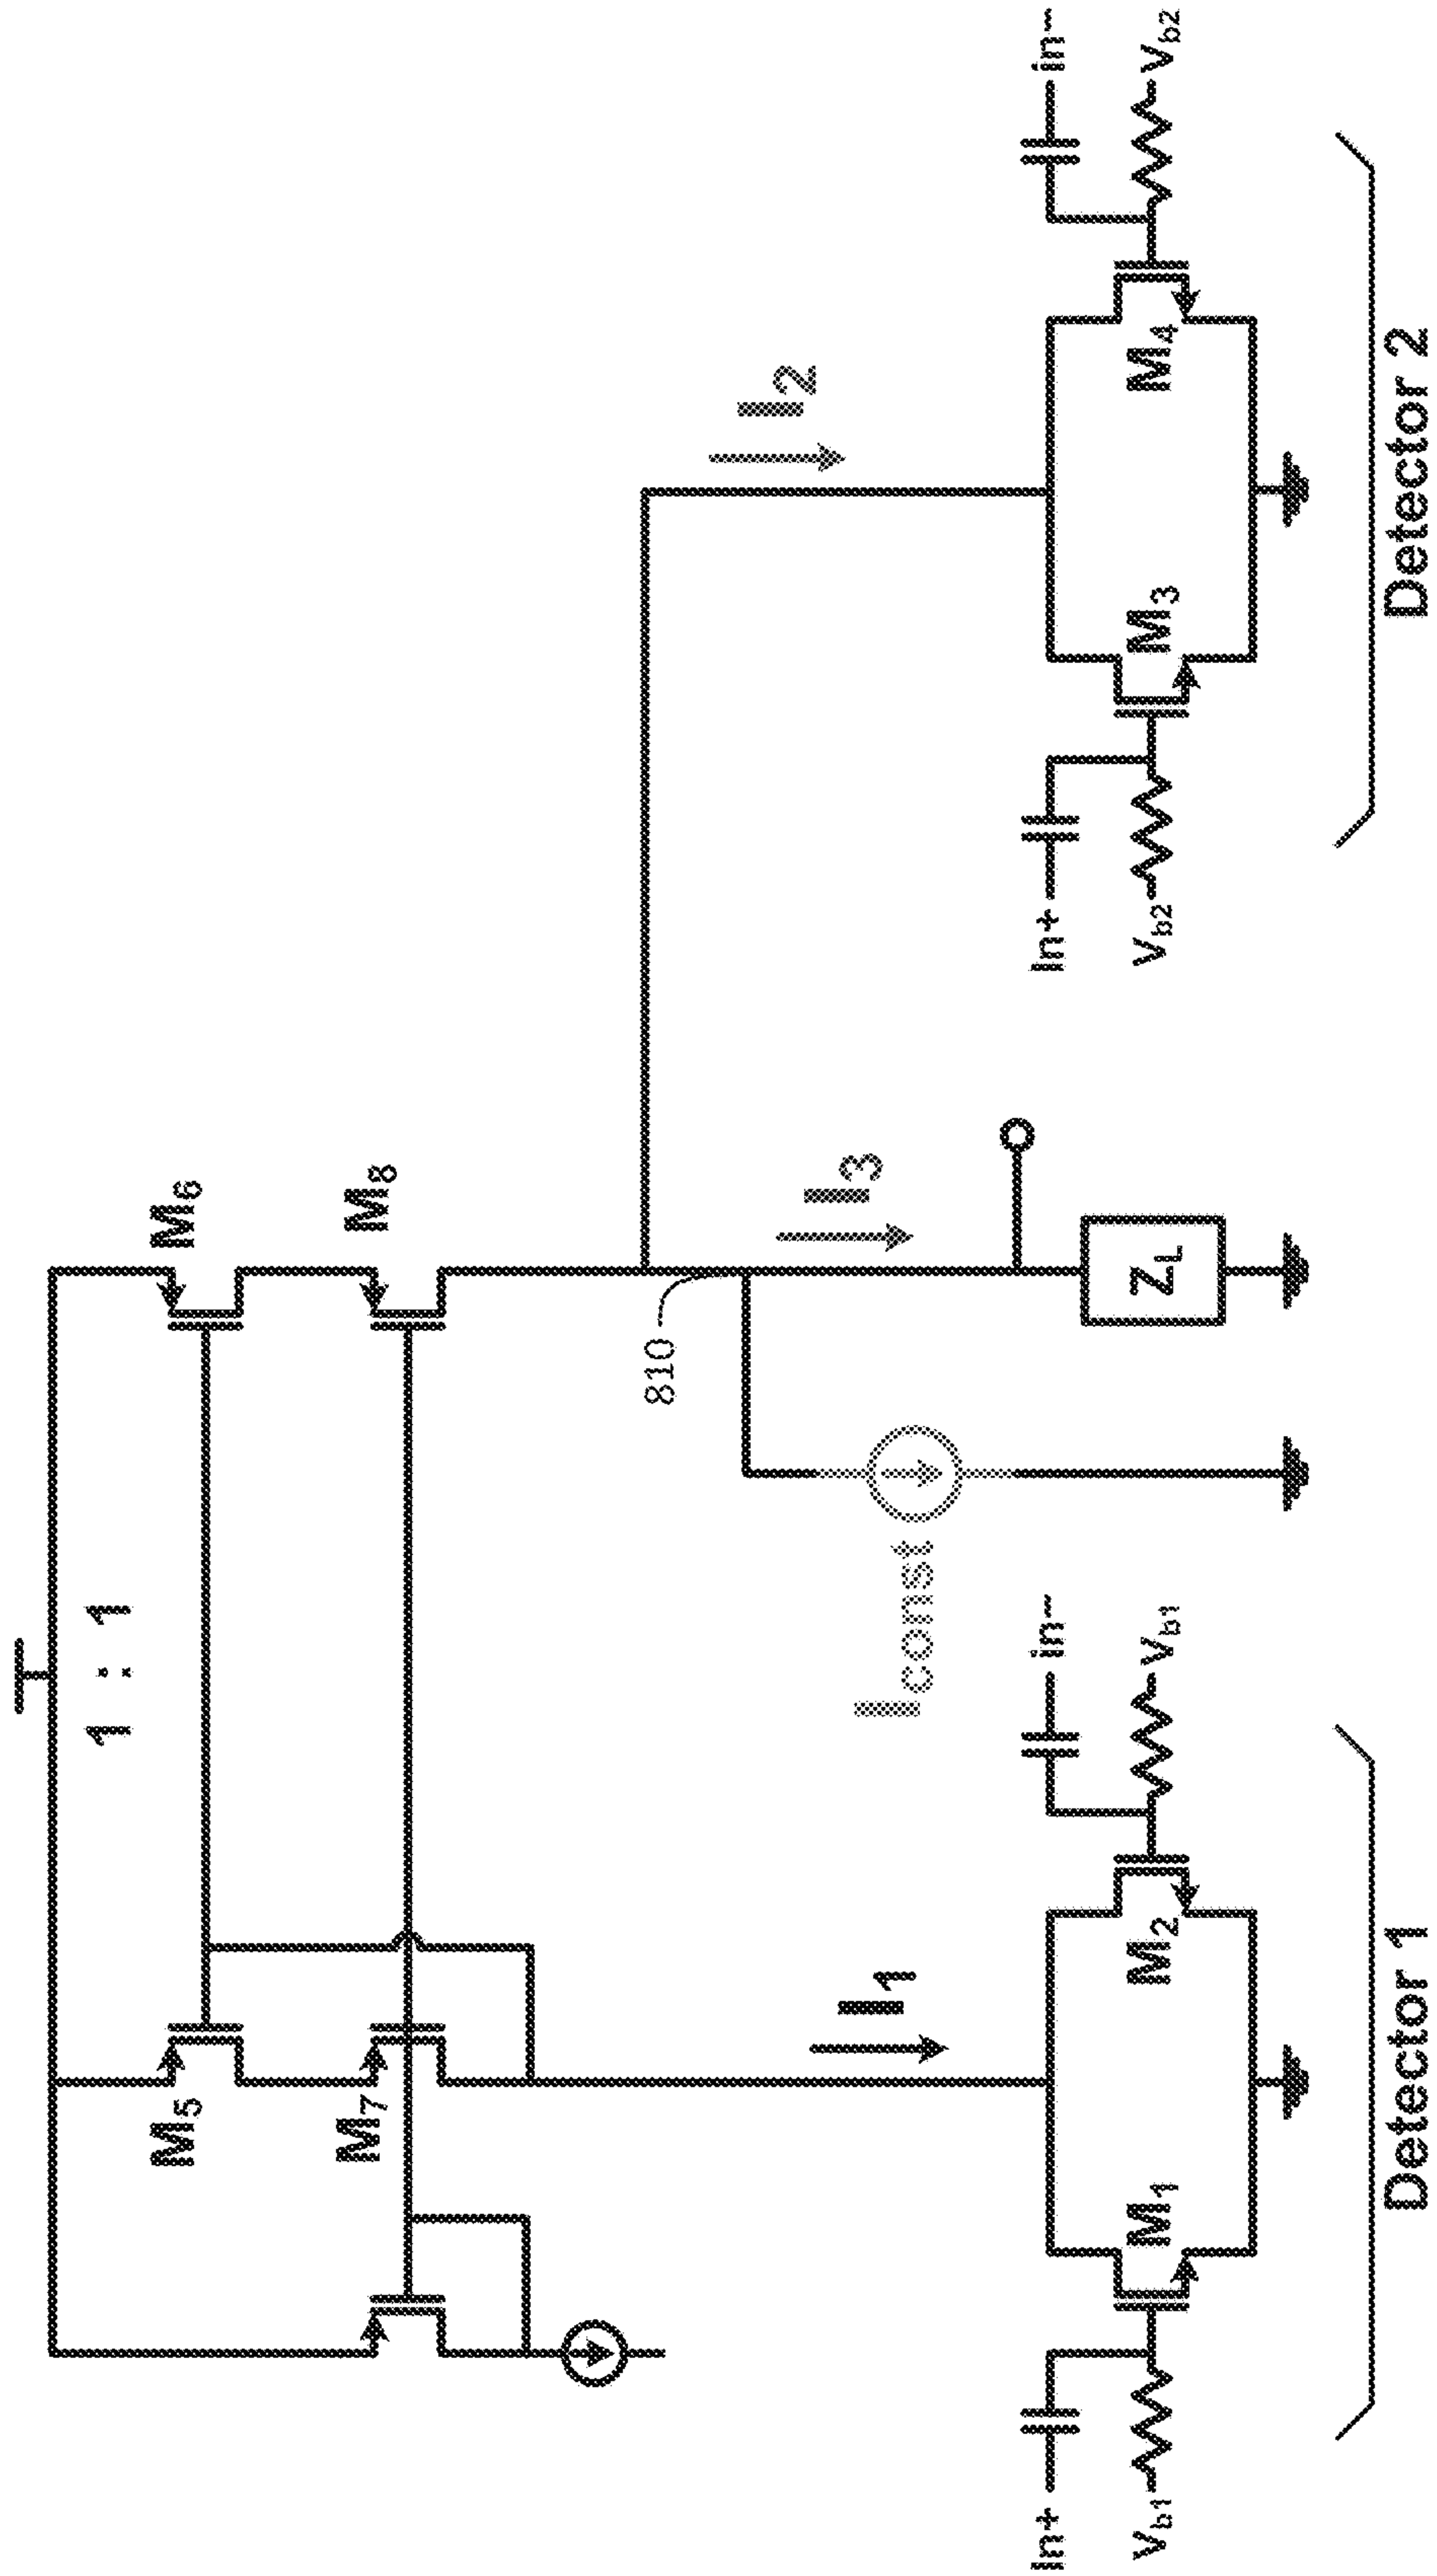 1 : 1
M5
M6
M7
M8
810
I2
I3
I1
Iconst
In+
in−
In+
in−
Vb1
M1
M2
Vb1
ZL
Vb2
M3
M4
Vb2
Detector 1
Detector 2